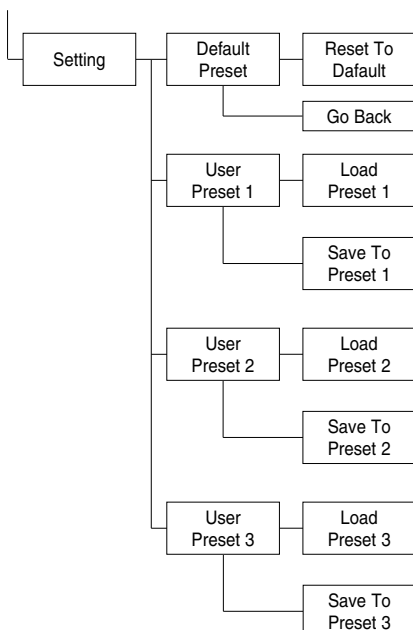 Setting
Default
Preset
Reset To
Dafault
Go Back
User
Preset 1
Load
Preset 1
Save To
Preset 1
User
Preset 2
Load
Preset 2
Save To
Preset 2
User
Preset 3
Load
Preset 3
Save To
Preset 3